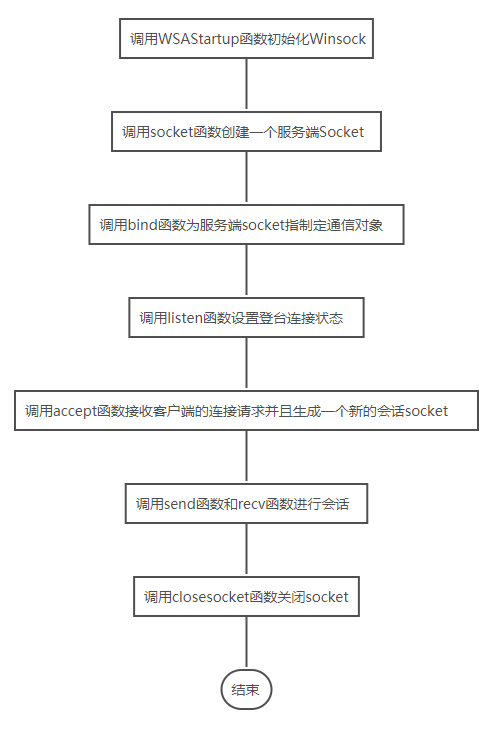 调用WSAStartup函数初始化Winsock
调用socket函数创建一个服务端Socket
调用bind函数为服务端socket指制定通信对象
调用listen函数设置登台连接状态
调用accept函数接收客户端的连接请求并且生成一个新的会话socket
调用send函数和recv函数进行会话
调用closesocket函数关闭socket
结束